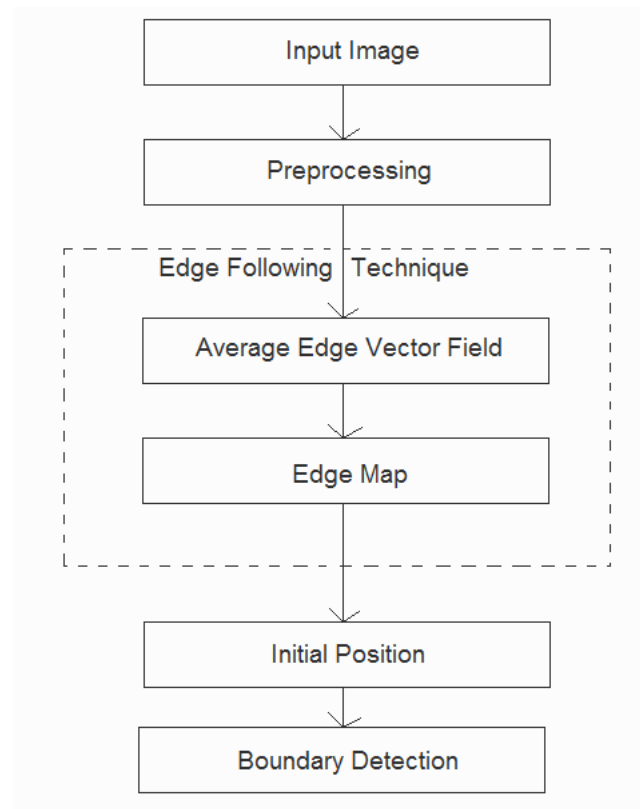 Input Image
Preprocessing
Edge Following Technique
Average Edge Vector Field
Edge Map
Initial Position
Boundary Detection